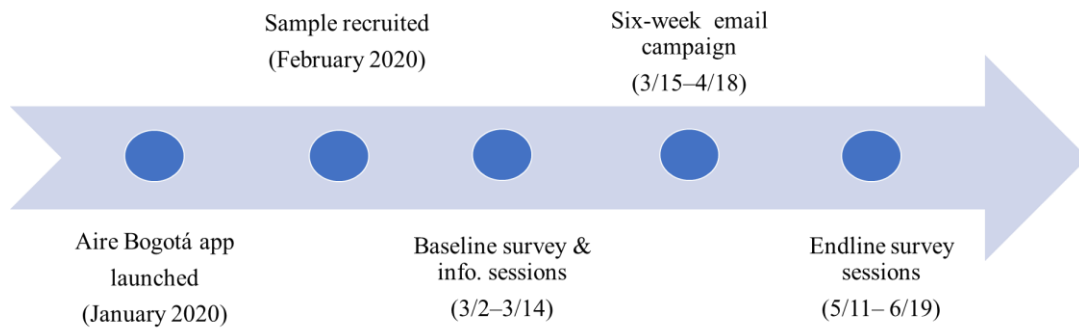 Aire Bogotá app
launched
(January 2020)
Sample recruited
(February 2020)
Baseline survey &
info. sessions
(3/2–3/14)
Six-week email
campaign
(3/15–4/18)
Endline survey
sessions
(5/11– 6/19)